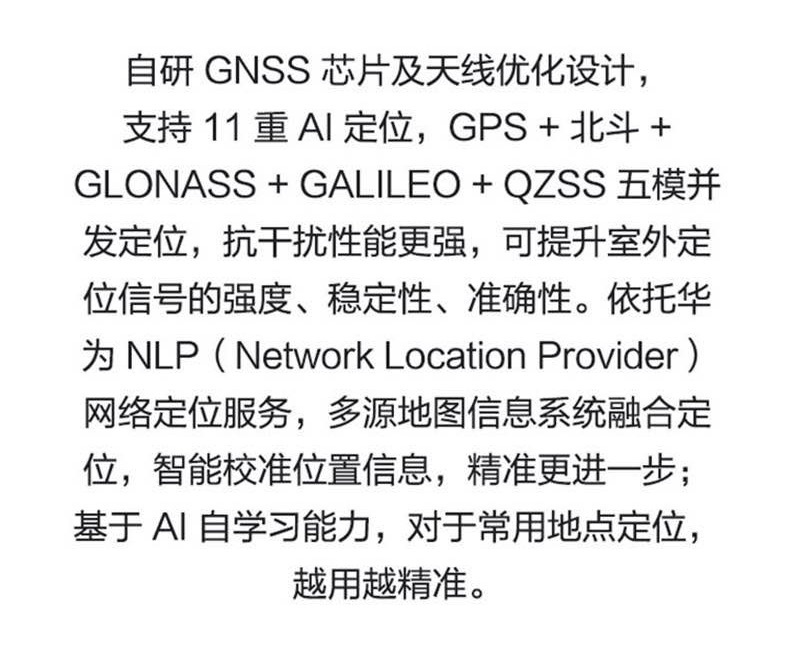 自研 GNSS 芯片及天线优化设计，
支持 11 重 AI 定位，GPS + 北斗 +
GLONASS + GALILEO + QZSS 五模并
发定位，抗干扰性能更强，可提升室外定
位信号的强度、稳定性、准确性。依托华
为 NLP（Network Location Provider）
网络定位服务，多源地图信息系统融合定
位，智能校准位置信息，精准更进一步；
基于 AI 自学习能力，对于常用地点定位，
越用越精准。